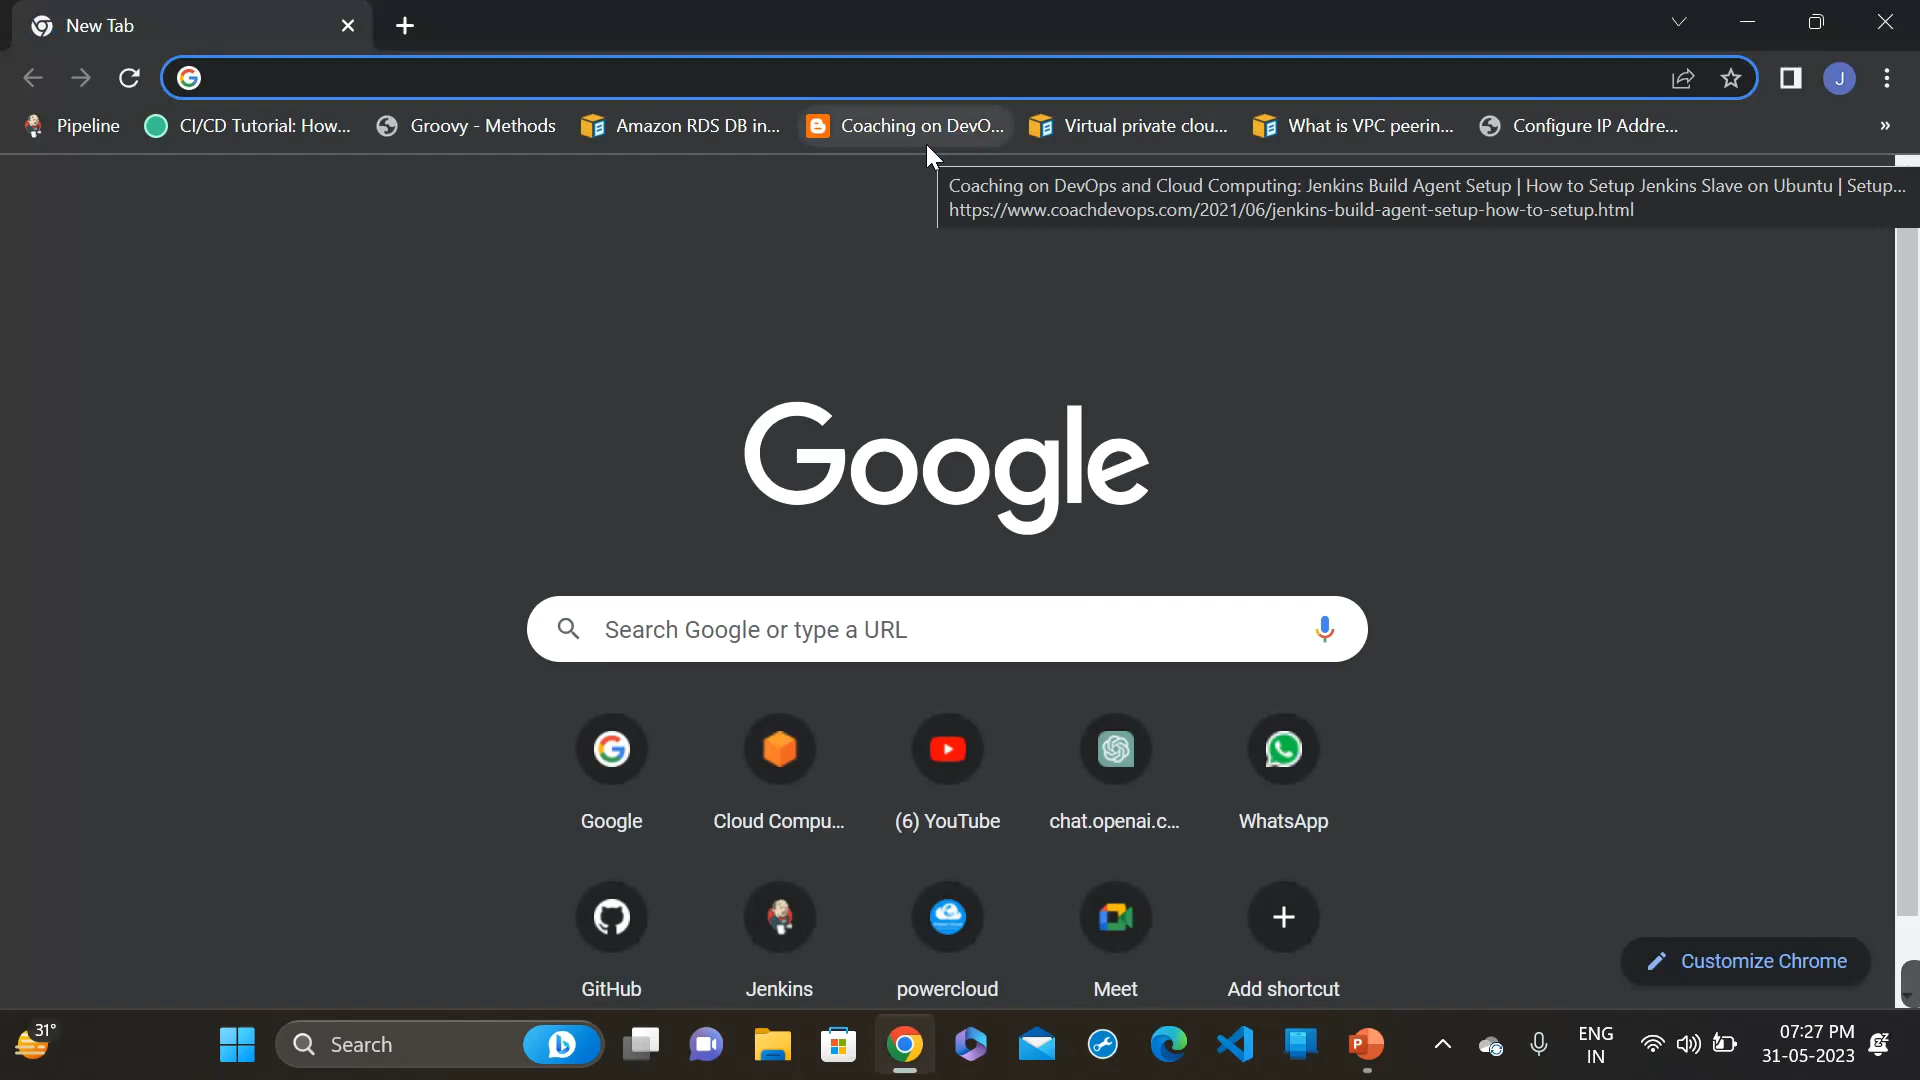 New Tab
Pipeline
CI/CD Tutorial: How...
Groovy - Methods
Amazon RDS DB in...
Coaching on DevO...
Virtual private clou...
What is VPC peerin...
Configure IP Addre...
J
Coaching on DevOps and Cloud Computing: Jenkins Build Agent Setup | How to Setup Jenkins Slave on Ubuntu | Setup...
https://www.coachdevops.com/2021/06/jenkins-build-agent-setup-how-to-setup.html
Google
Search Google or type a URL
Google
Cloud Compu...
(6) YouTube
chat.openai.c...
WhatsApp
GitHub
Jenkins
powercloud
Meet
Add shortcut
Customize Chrome
31°
Search
ENG
IN
07:27 PM
31-05-2023